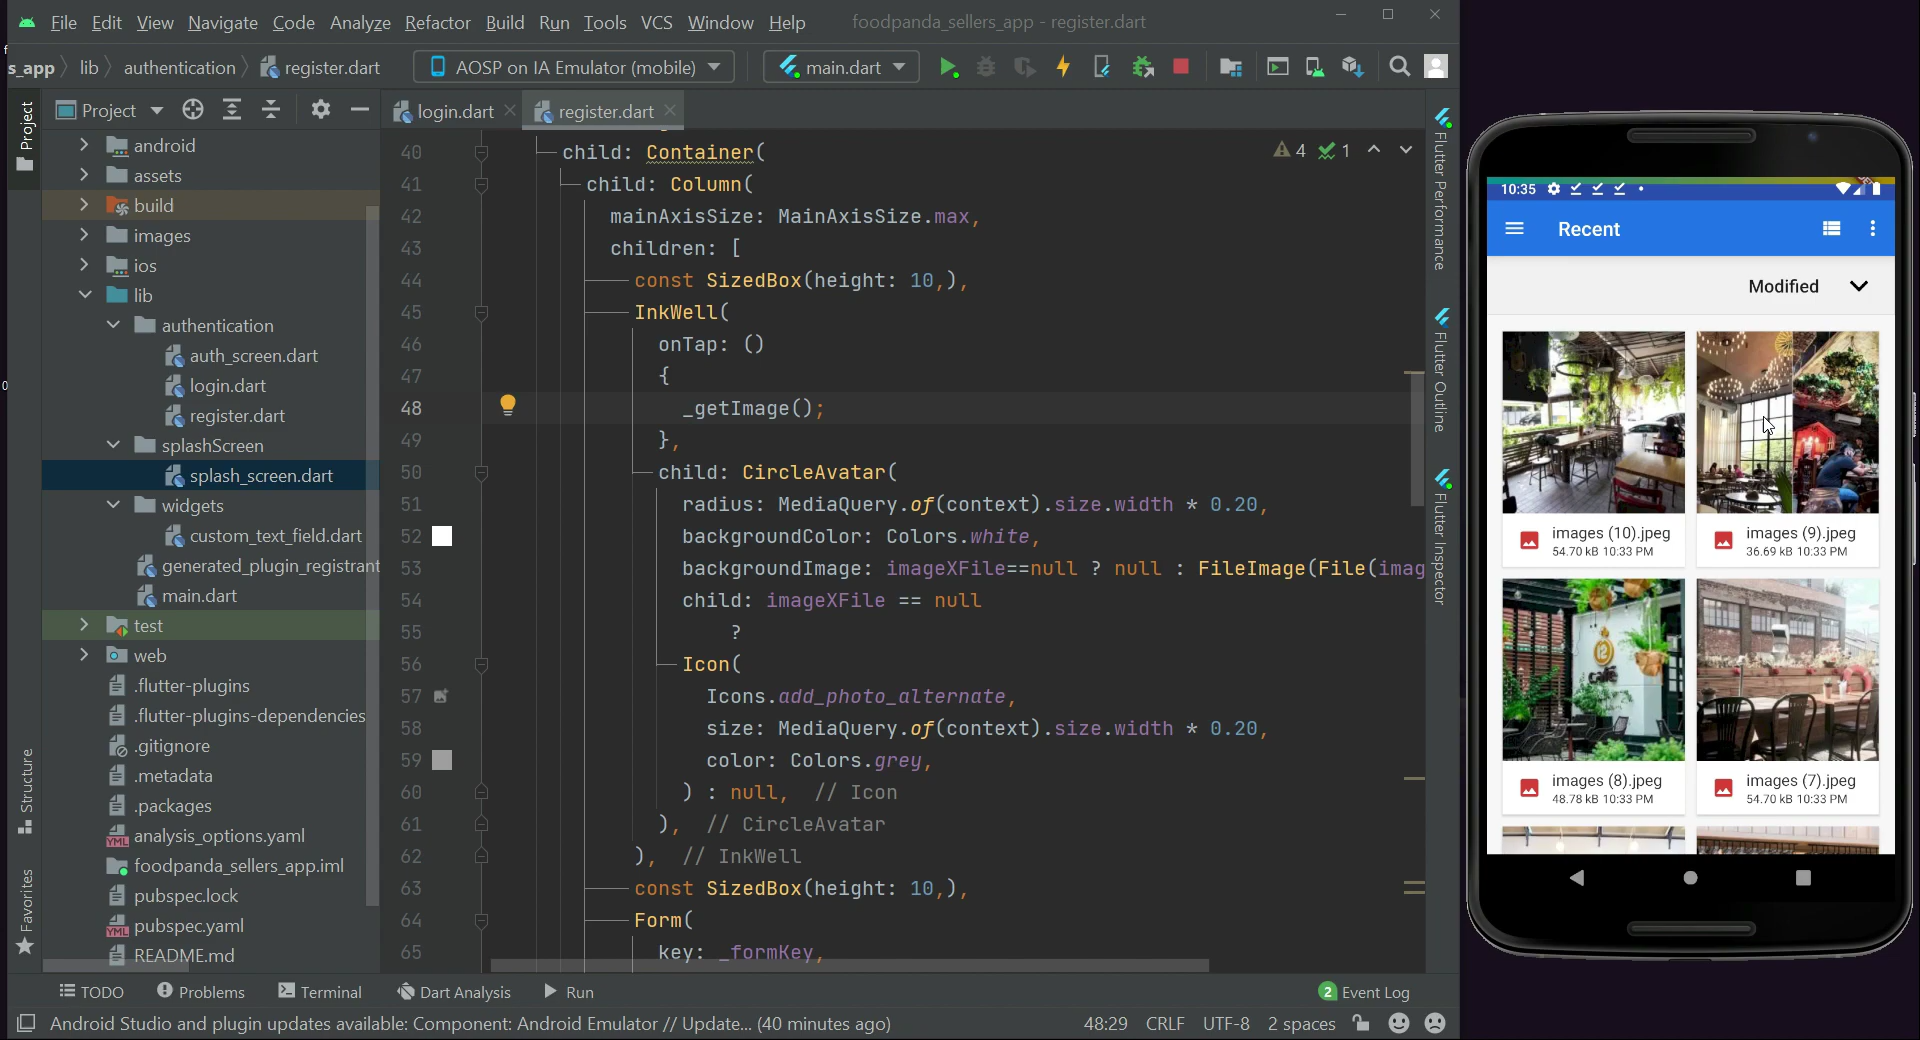 File Edit View Navigate Code Analyze Refactor Build Run Tools VCS Window Help foodpanda_sellers_app - register.dart
s_app lib authentication register.dart AOSP on IA Emulator (mobile) main.dart
Project
login.dart register.dart
Project
android
assets
build
images
ios
lib
authentication
auth_screen.dart
login.dart
register.dart
splashScreen
splash_screen.dart
widgets
custom_text_field.dart
generated_plugin_registrant
main.dart
test
web
.flutter-plugins
.flutter-plugins-dependencies
.gitignore
.metadata
.packages
analysis_options.yaml
foodpanda_sellers_app.iml
pubspec.lock
pubspec.yaml
README.md
Structure
Favorites
4 1
40 child: Container(
41 child: Column(
42 mainAxisSize: MainAxisSize.max,
43 children: [
44 const SizedBox(height: 10,),
45 InkWell(
46 onTap: ()
47 {
48 _getImage();
49 },
50 child: CircleAvatar(
51 radius: MediaQuery.of(context).size.width * 0.20,
52 backgroundColor: Colors.white,
53 backgroundImage: imageXFile==null ? null : FileImage(File(imag
54 child: imageXFile == null
55 ?
56 Icon(
57 Icons.add_photo_alternate,
58 size: MediaQuery.of(context).size.width * 0.20,
59 color: Colors.grey,
60 ) : null, // Icon
61 ), // CircleAvatar
62 ), // InkWell
63 const SizedBox(height: 10,),
64 Form(
65 key: _formKey,
Flutter Performance
Flutter Outline
Flutter Inspector
TODO Problems Terminal Dart Analysis Run 2 Event Log
Android Studio and plugin updates available: Component: Android Emulator // Update... (40 minutes ago) 48:29 CRLF UTF-8 2 spaces
10:35
Recent
Modified
images (10).jpeg
54.70 kB 10:33 PM
images (9).jpeg
36.69 kB 10:33 PM
12
cafe
images (8).jpeg
48.78 kB 10:33 PM
images (7).jpeg
54.70 kB 10:33 PM